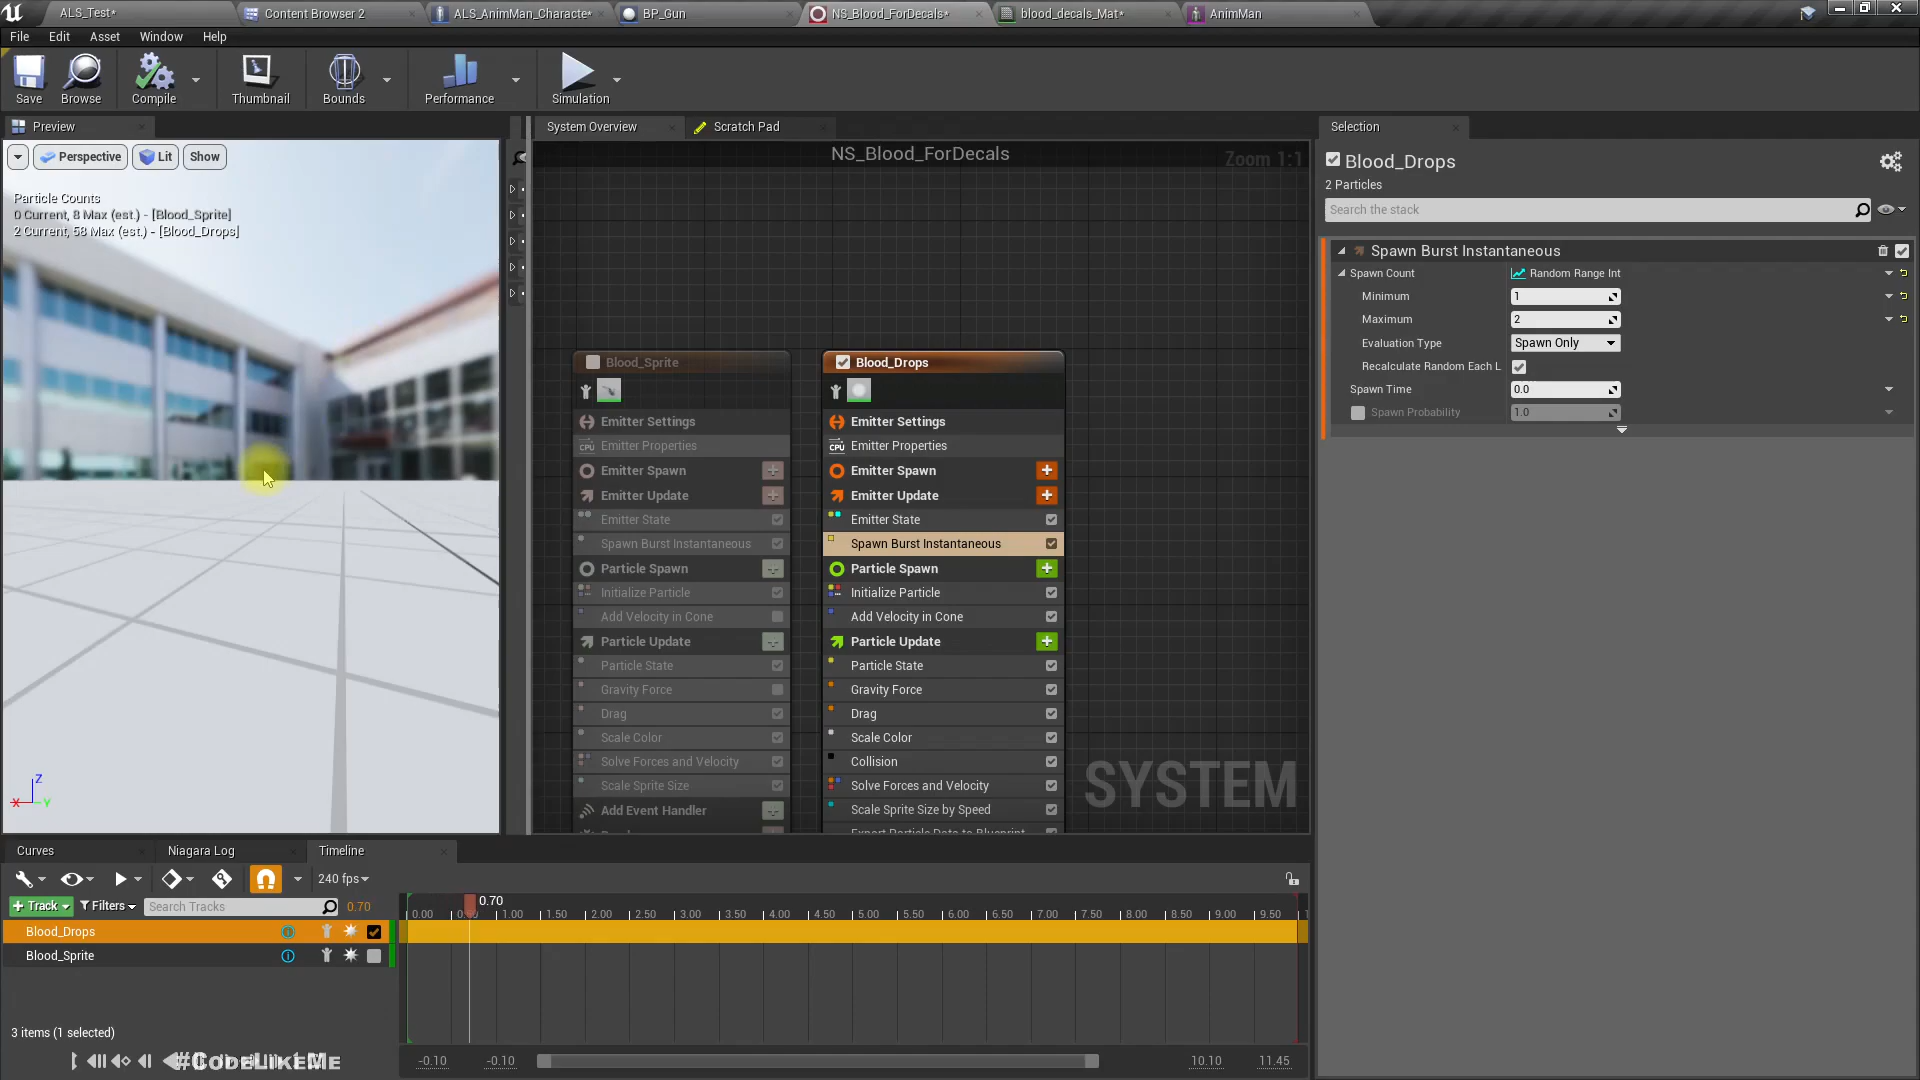 ALS_Test*
Content Browser 2
ALS_AnimMan_Characte*
BP_Gun
NS_Blood_ForDecals*
blood_decals_Mat*
AnimMan
File Edit Asset Window Help
Save
Browse
Compile
Thumbnail
Bounds
Performance
Simulation
Preview
System Overview
Scratch Pad
Selection
Perspective
Lit
Show
Particle Counts
0 Current, 8 Max (est.) - [Blood_Sprite]
2 Current, 58 Max (est.) - [Blood_Drops]
Z
X
Y
NS_Blood_ForDecals
Zoom 1:1
Blood_Sprite
Emitter Settings
CPU Emitter Properties
Emitter Spawn
Emitter Update
Emitter State
Spawn Burst Instantaneous
Particle Spawn
Initialize Particle
Add Velocity in Cone
Particle Update
Particle State
Gravity Force
Drag
Scale Color
Solve Forces and Velocity
Scale Sprite Size
Add Event Handler
Blood_Drops
Emitter Settings
CPU Emitter Properties
Emitter Spawn
Emitter Update
Emitter State
Spawn Burst Instantaneous
Particle Spawn
Initialize Particle
Add Velocity in Cone
Particle Update
Particle State
Gravity Force
Drag
Scale Color
Collision
Solve Forces and Velocity
Scale Sprite Size by Speed
Export Particle Data to Blueprint
SYSTEM
Blood_Drops
2 Particles
Search the stack
Spawn Burst Instantaneous
Spawn Count Random Range Int
Minimum 1
Maximum 2
Evaluation Type Spawn Only
Recalculate Random Each L
Spawn Time 0.0
Spawn Probability 1.0
Curves
Niagara Log
Timeline
240 fps
Track
Filters
Search Tracks
0.70
0.70
0.00 1.00 1.50 2.00 2.50 3.00 3.50 4.00 4.50 5.00 5.50 6.00 6.50 7.00 7.50 8.00 8.50 9.00 9.50
Blood_Drops
Blood_Sprite
3 items (1 selected)
#CodeLikeMe
-0.10
-0.10
10.10
11.45